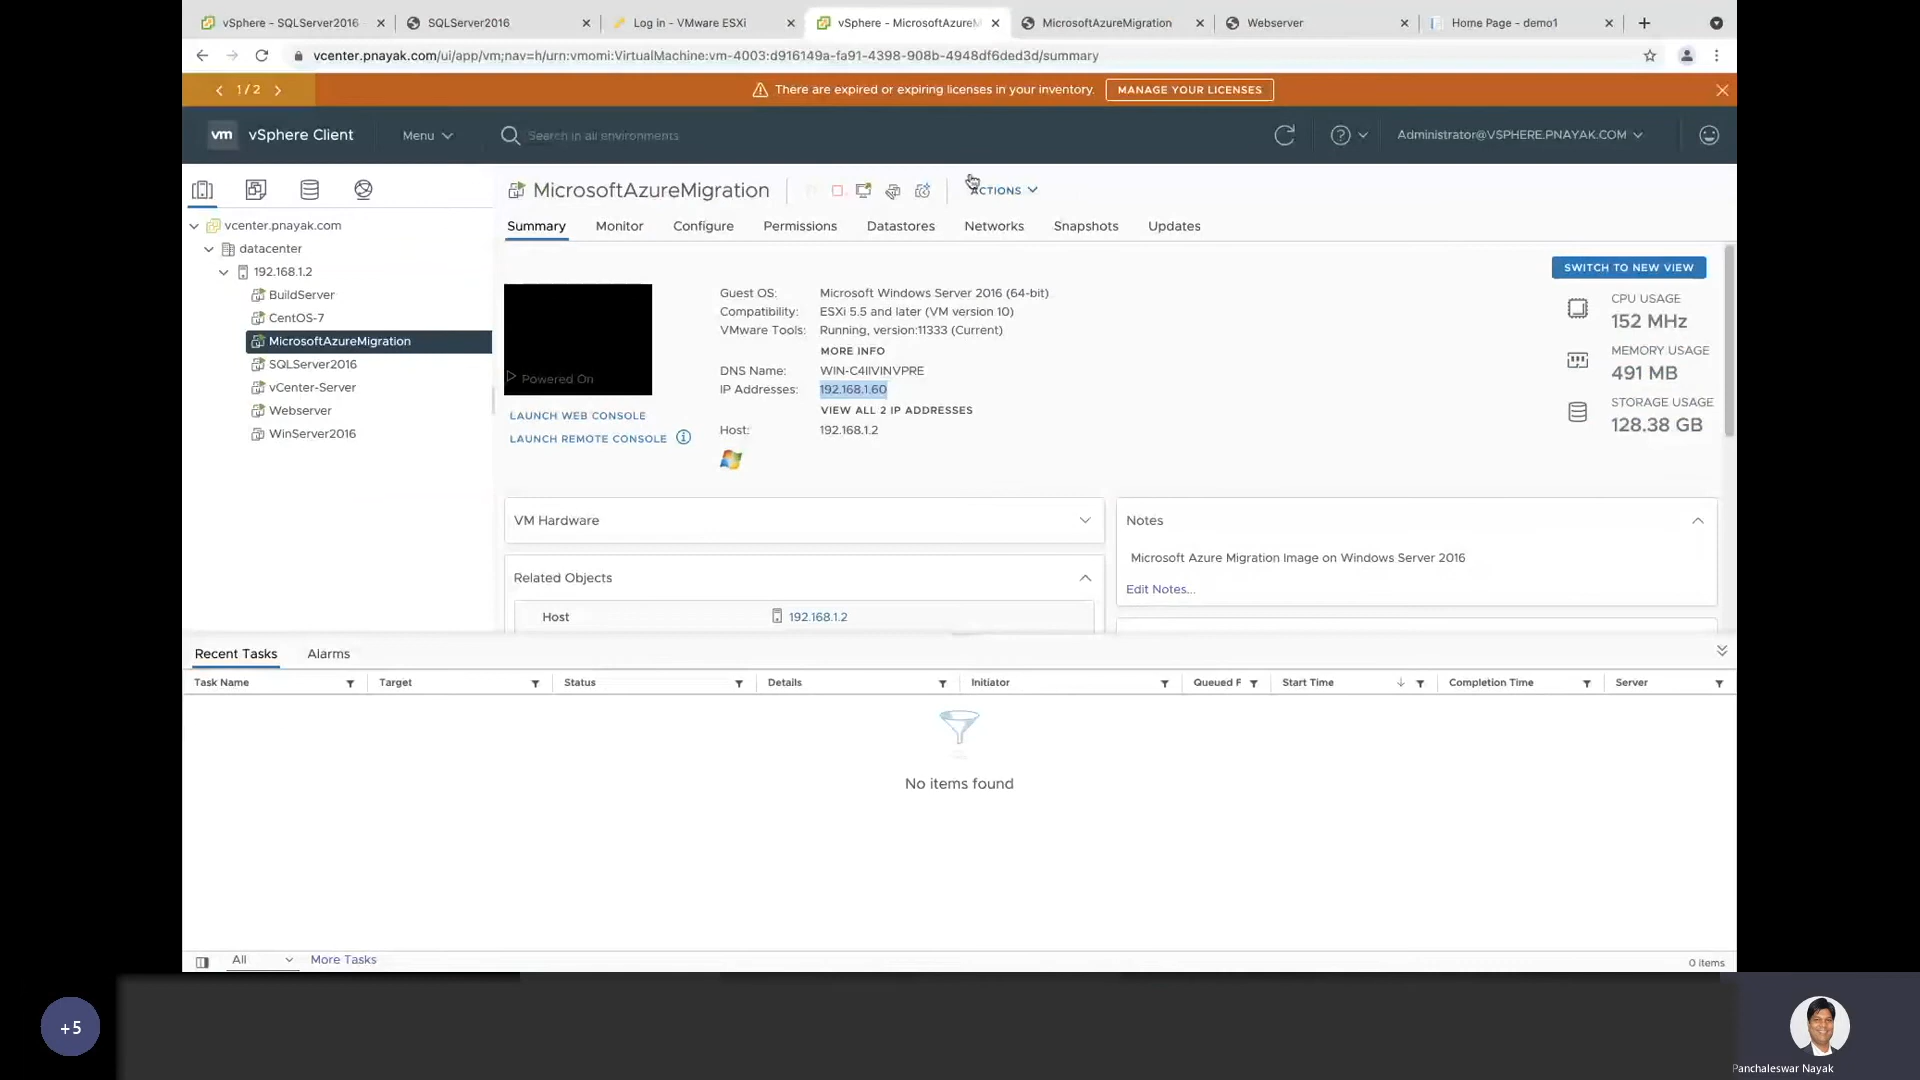 vSphere - SQLServer2016
SQLServer2016
Log in - VMware ESXi
vSphere - MicrosoftAzureM
MicrosoftAzureMigration
Webserver
Home Page - demo1
vcenter.pnayak.com/ui/app/vm;nav=h/urn:vmomi:VirtualMachine:vm-4003:d916149a-fa91-4398-908b-4948df6ded3d/summary
1 / 2
There are expired or expiring licenses in your inventory.
MANAGE YOUR LICENSES
vm
vSphere Client
Menu
Search in all environments
Administrator@VSPHERE.PNAYAK.COM
MicrosoftAzureMigration
ACTIONS
Summary
Monitor
Configure
Permissions
Datastores
Networks
Snapshots
Updates
vcenter.pnayak.com
datacenter
192.168.1.2
BuildServer
CentOS-7
MicrosoftAzureMigration
SQLServer2016
vCenter-Server
Webserver
WinServer2016
Powered On
LAUNCH WEB CONSOLE
LAUNCH REMOTE CONSOLE
Guest OS: Microsoft Windows Server 2016 (64-bit)
Compatibility: ESXi 5.5 and later (VM version 10)
VMware Tools: Running, version:11333 (Current)
MORE INFO
DNS Name: WIN-C4IIVINVPRE
IP Addresses: 192.168.1.60
VIEW ALL 2 IP ADDRESSES
Host: 192.168.1.2
SWITCH TO NEW VIEW
CPU USAGE
152 MHz
MEMORY USAGE
491 MB
STORAGE USAGE
128.38 GB
VM Hardware
Related Objects
Host 192.168.1.2
Notes
Microsoft Azure Migration Image on Windows Server 2016
Edit Notes...
Recent Tasks
Alarms
Task Name
Target
Status
Details
Initiator
Queued F
Start Time
Completion Time
Server
No items found
All
More Tasks
0 items
+5
Panchaleswar Nayak